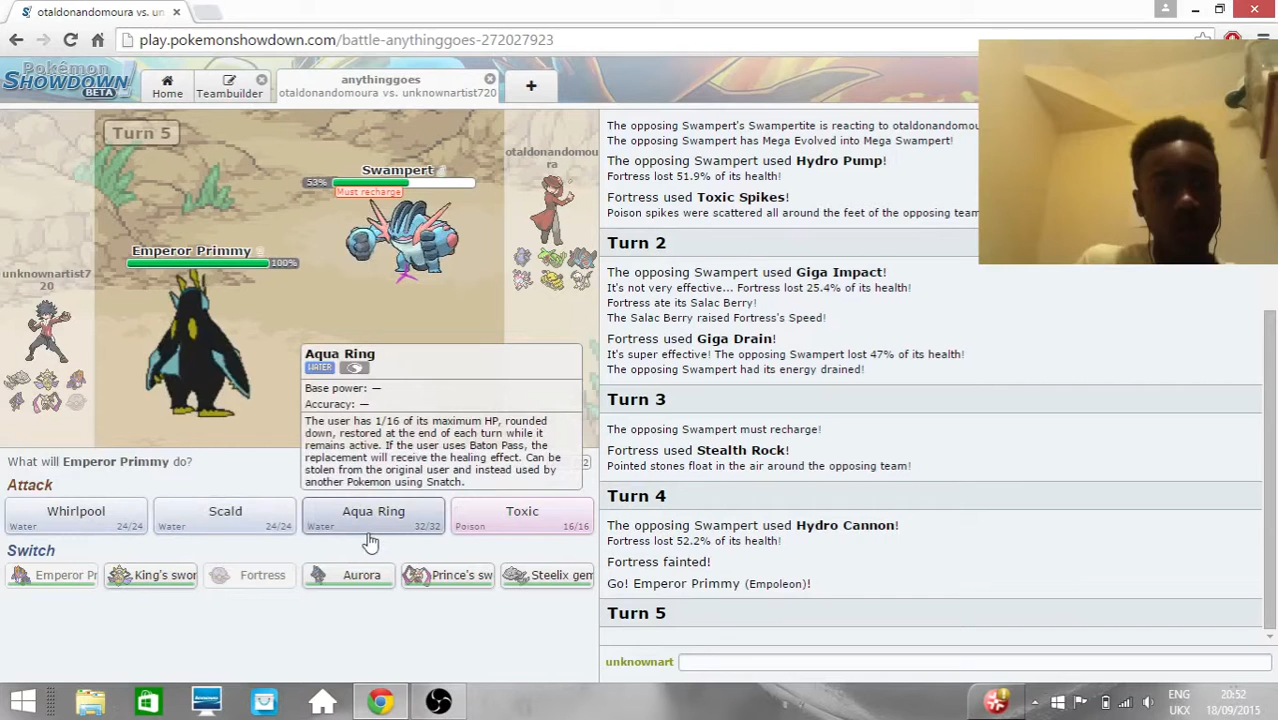 otaldonandomoura vs. un
play.pokemonshowdown.com/battle-anythinggoes-272027923
Pokémon
SHOWDOWN
BETA
Home
Teambuilder
anythinggoes
otaldonandomoura vs. unknownartist720
+
Turn 5
Swampert
53%
Must recharge
otaldonandomou
ra
Emperor Primmy
100%
unknownartist7
20
Aqua Ring
WATER
Base power: —
Accuracy: —
The user has 1/16 of its maximum HP, rounded
down, restored at the end of each turn while it
remains active. If the user uses Baton Pass, the
replacement will receive the healing effect. Can be
stolen from the original user and instead used by
another Pokemon using Snatch.
What will Emperor Primmy do?
Attack
Whirlpool
Water 24/24
Scald
Water 24/24
Aqua Ring
Water 32/32
Toxic
Poison 16/16
Switch
Emperor Pr
King's swor
Fortress
Aurora
Prince's sw
Steelix gem
The opposing Swampert's Swampertite is reacting to otaldonandomou
The opposing Swampert has Mega Evolved into Mega Swampert!
The opposing Swampert used Hydro Pump!
Fortress lost 51.9% of its health!
Fortress used Toxic Spikes!
Poison spikes were scattered all around the feet of the opposing team
Turn 2
The opposing Swampert used Giga Impact!
It's not very effective... Fortress lost 25.4% of its health!
Fortress ate its Salac Berry!
The Salac Berry raised Fortress's Speed!
Fortress used Giga Drain!
It's super effective! The opposing Swampert lost 47% of its health!
The opposing Swampert had its energy drained!
Turn 3
The opposing Swampert must recharge!
Fortress used Stealth Rock!
Pointed stones float in the air around the opposing team!
Turn 4
The opposing Swampert used Hydro Cannon!
Fortress lost 52.2% of its health!
Fortress fainted!
Go! Emperor Primmy (Empoleon)!
Turn 5
unknownart
ENG
UKX
20:52
18/09/2015